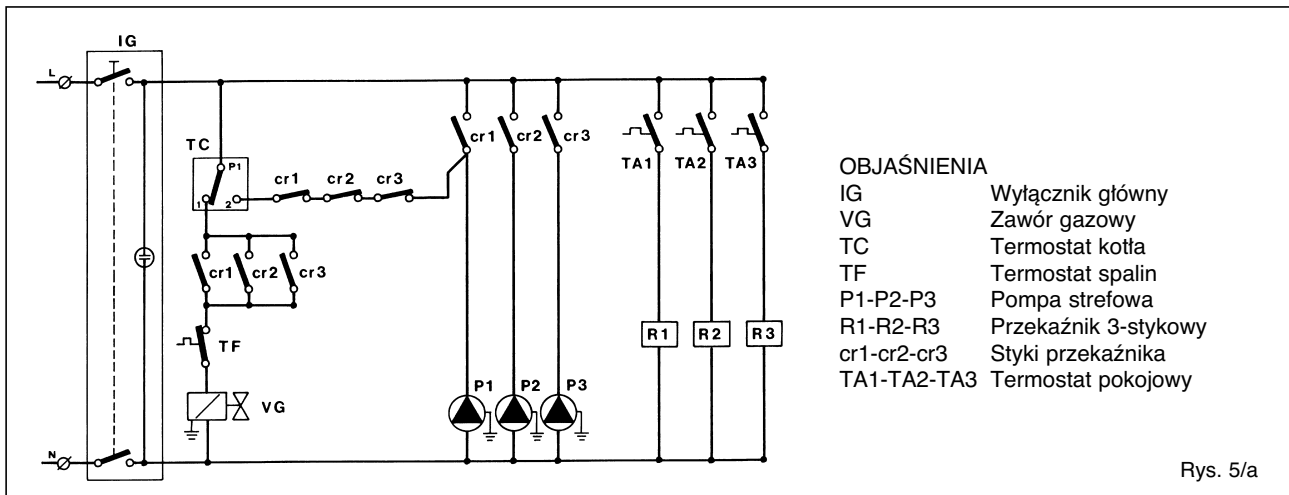 IG
L
TC
P1
1 2
cr1 cr2 cr3
cr1 cr2 cr3
TA1 TA2 TA3
cr1 cr2 cr3
TF
VG
R1 R2 R3
P1 P2 P3
N
OBJAŚNIENIA
IG Wyłącznik główny
VG Zawór gazowy
TC Termostat kotła
TF Termostat spalin
P1-P2-P3 Pompa strefowa
R1-R2-R3 Przekaźnik 3-stykowy
cr1-cr2-cr3 Styki przekaźnika
TA1-TA2-TA3 Termostat pokojowy
Rys. 5/a